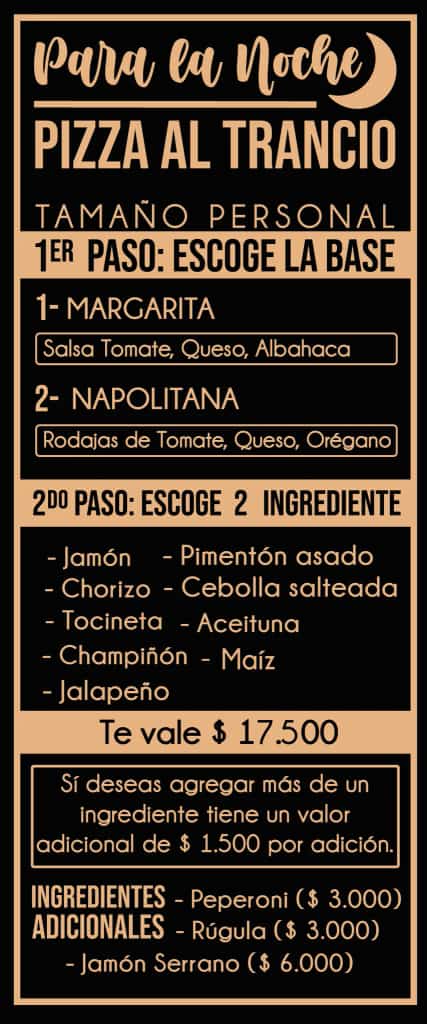 Para la Noche
PIZZA AL TRANCIO
TAMAÑO PERSONAL
1ER PASO: ESCOGE LA BASE
1- MARGARITA
Salsa Tomate, Queso, Albahaca
2- NAPOLITANA
Rodajas de Tomate, Queso, Orégano
2DO PASO: ESCOGE 2 INGREDIENTE
- Jamón - Pimentón asado
- Chorizo - Cebolla salteada
- Tocineta - Aceituna
- Champiñón - Maíz
- Jalapeño
Te vale $ 17.500
Sí deseas agregar más de un
ingrediente tiene un valor
adicional de $ 1.500 por adición.
INGREDIENTES - Peperoni ($ 3.000)
ADICIONALES - Rúgula ($ 3.000)
- Jamón Serrano ($ 6.000)